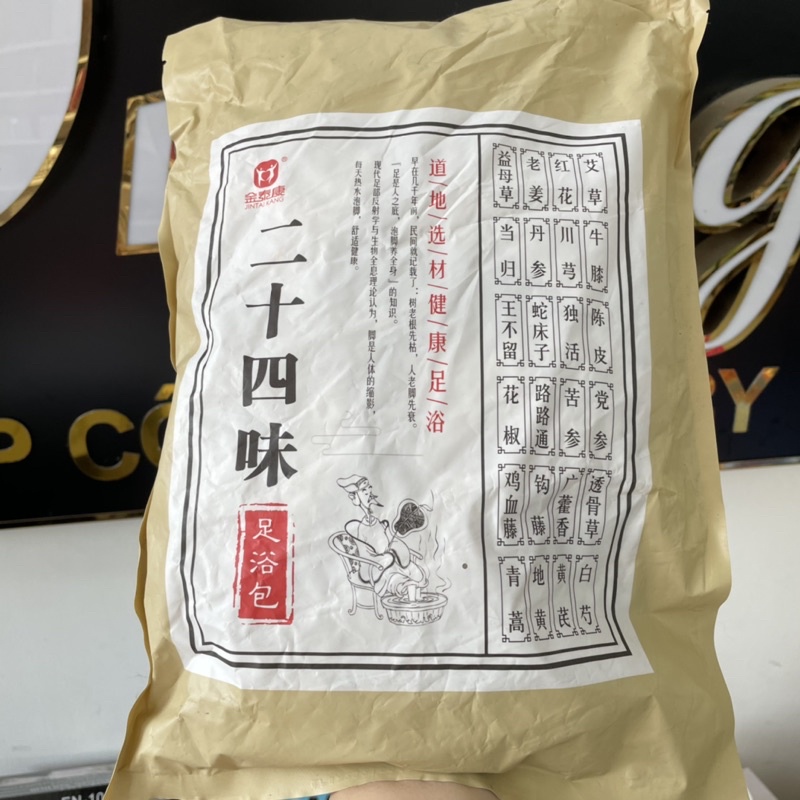 金泰康
JINTAIKANG
®
二十四味
足浴包
道/地/选/材/健/康/足/浴
早在几千年前，民间就记载了：树老根先枯，人老脚先衰。
一足是人之底，泡脚养全身一的知识。
现代足部反射学与生物全息理论认为，脚是人体的缩影，
每天热水泡脚，舒适健康。
益母草
老姜
红花
艾草
当归
丹参
川芎
牛膝
王不留
蛇床子
独活
陈皮
花椒
路路通
苦参
党参
鸡血藤
钩藤
广藿香
透骨草
青蒿
地黄
黄芪
白芍
g
P CÔ
PY
EN 10